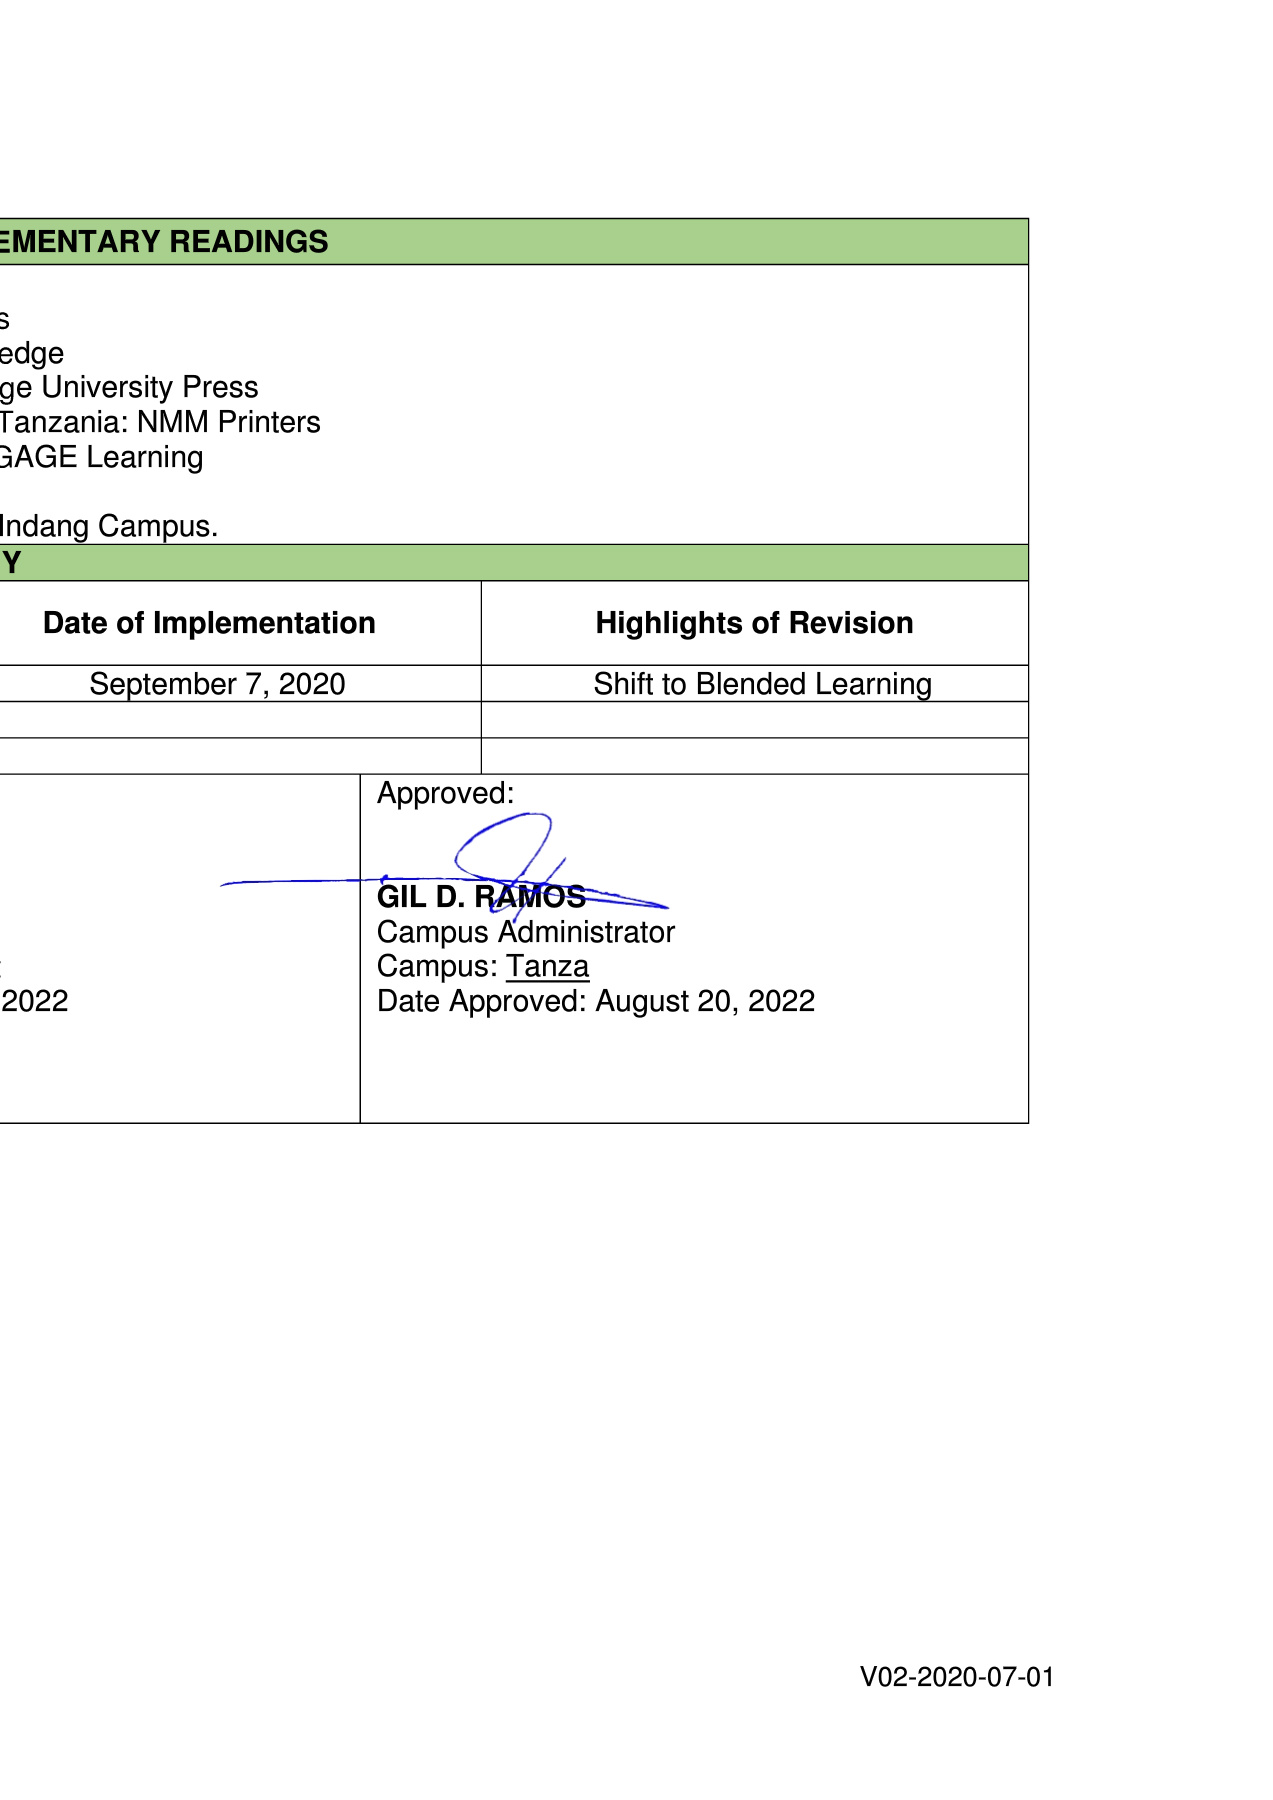 EMENTARY READINGS
s
edge
ge University Press
Tanzania: NMM Printers
GAGE Learning
Indang Campus.
Y
Date of Implementation Highlights of Revision
September 7, 2020 Shift to Blended Learning
Approved:
GIL D. RAMOS
Campus Administrator
Campus: Tanza
2022 Date Approved: August 20, 2022
V02-2020-07-01